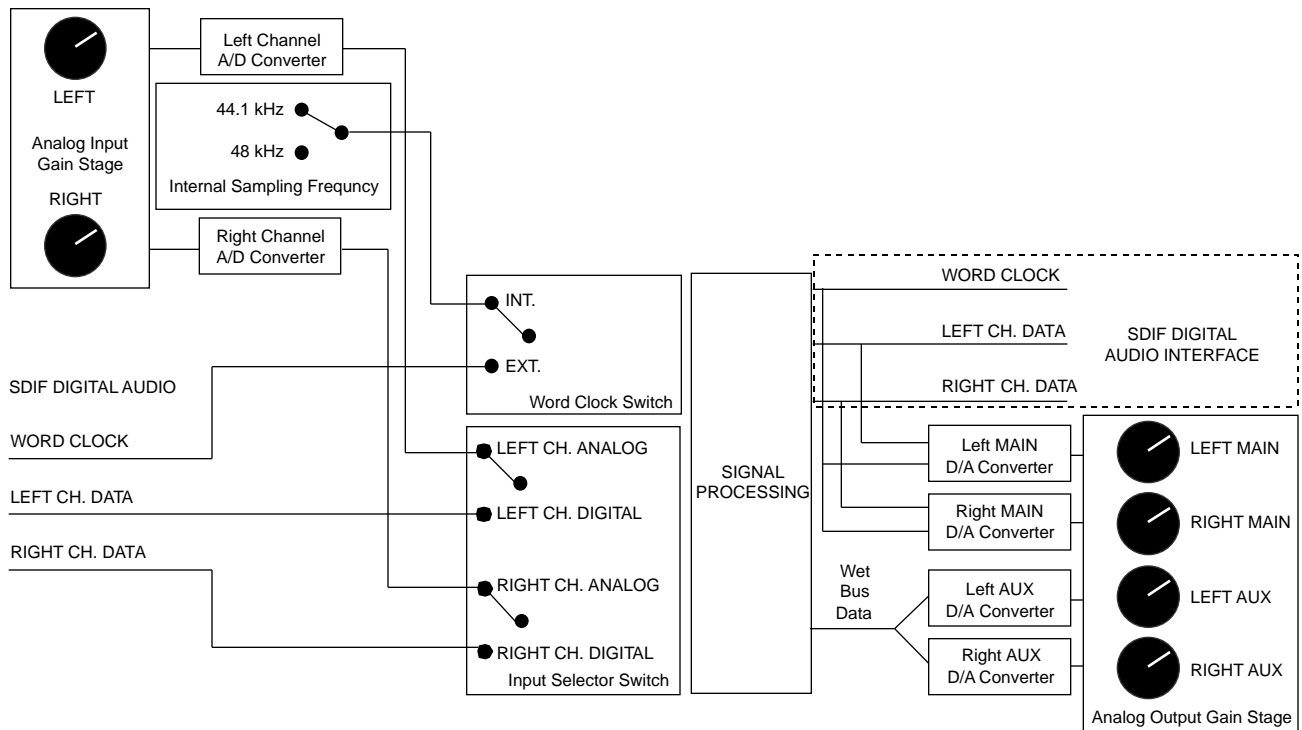 LEFT
Analog Input
Gain Stage
RIGHT
Left Channel
A/D Converter
44.1 kHz
48 kHz
Internal Sampling Frequncy
Right Channel
A/D Converter
SDIF DIGITAL AUDIO
WORD CLOCK
LEFT CH. DATA
RIGHT CH. DATA
INT.
EXT.
Word Clock Switch
LEFT CH. ANALOG
LEFT CH. DIGITAL
RIGHT CH. ANALOG
RIGHT CH. DIGITAL
Input Selector Switch
SIGNAL
PROCESSING
WORD CLOCK
LEFT CH. DATA
RIGHT CH. DATA
SDIF DIGITAL
AUDIO INTERFACE
Left MAIN
D/A Converter
Right MAIN
D/A Converter
Wet
Bus
Data
Left AUX
D/A Converter
Right AUX
D/A Converter
LEFT MAIN
RIGHT MAIN
LEFT AUX
RIGHT AUX
Analog Output Gain Stage